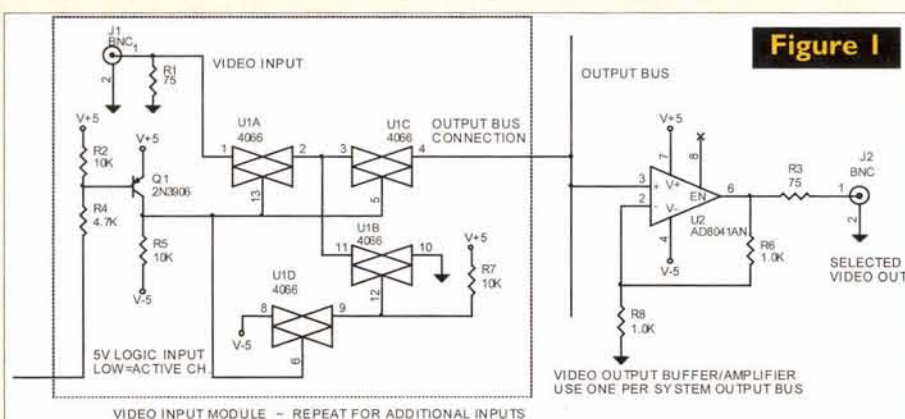 Figure 1
J1
BNC
1
2
R1
75
VIDEO INPUT
V+5
R2
10K
V+5
Q1
2N3906
R4
4.7K
R5
10K
V-5
U1A
4066
1
2
13
U1C
4066
3
4
5
OUTPUT BUS
CONNECTION
U1B
4066
11
10
12
V+5
R7
10K
U1D
4066
8
9
6
V-5
5V LOGIC INPUT
LOW=ACTIVE CH.
VIDEO INPUT MODULE - REPEAT FOR ADDITIONAL INPUTS
OUTPUT BUS
V+5
7
8
3
+
V+
EN
6
2
-
V-
4
U2
AD8041AN
V-5
R3
75
J2
BNC
1
2
R6
1.0K
SELECTED
VIDEO OUT
R8
1.0K
VIDEO OUTPUT BUFFER/AMPLIFIER
USE ONE PER SYSTEM OUTPUT BUS